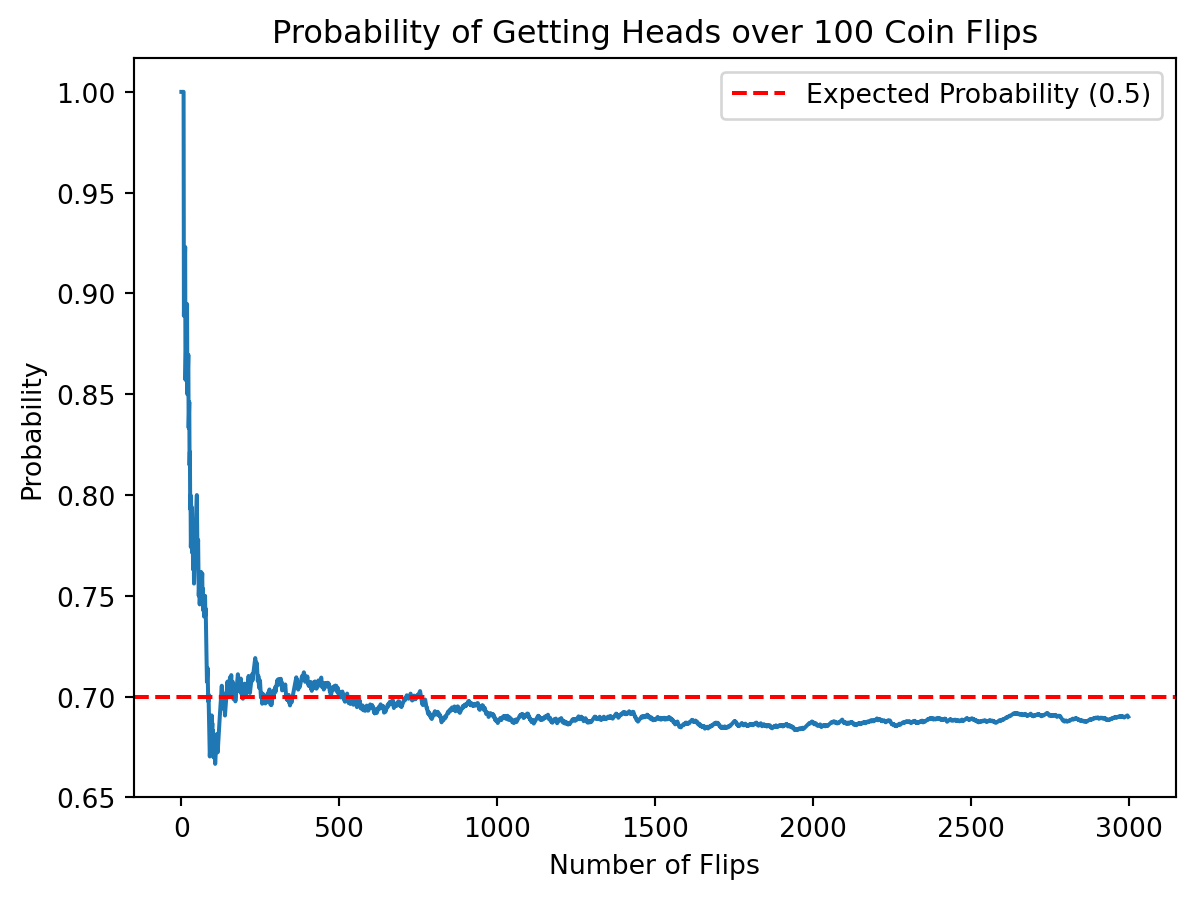 Probability of Getting Heads over 100 Coin Flips
Expected Probability (0.5)
1.00
0.95
0.90
0.85
0.80
0.75
0.70
0.65
Probability
0 500 1000 1500 2000 2500 3000
Number of Flips